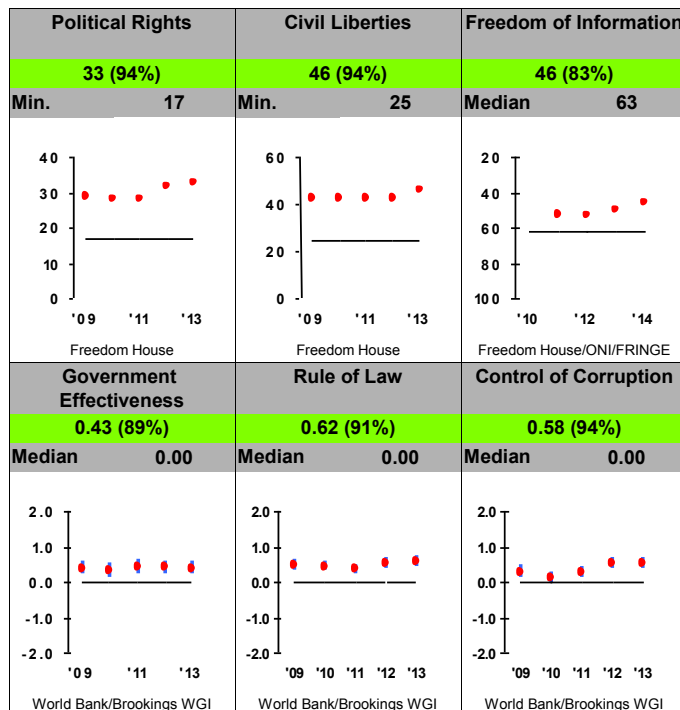 Political Rights
33 (94%)
Min. 17
40
30
20
10
0
'09 '11 '13
Freedom House
Civil Liberties
46 (94%)
Min. 25
60
40
20
0
'09 '11 '13
Freedom House
Freedom of Information
46 (83%)
Median 63
20
40
60
80
100
'10 '12 '14
Freedom House/ONI/FRINGE
Government
Effectiveness
0.43 (89%)
Median 0.00
2.0
1.0
0.0
-1.0
-2.0
'09 '11 '13
World Bank/Brookings WGI
Rule of Law
0.62 (91%)
Median 0.00
2.0
1.0
0.0
-1.0
-2.0
'09 '10 '11 '12 '13
World Bank/Brookings WGI
Control of Corruption
0.58 (94%)
Median 0.00
2.0
1.0
0.0
-1.0
-2.0
'09 '10 '11 '12 '13
World Bank/Brookings WGI